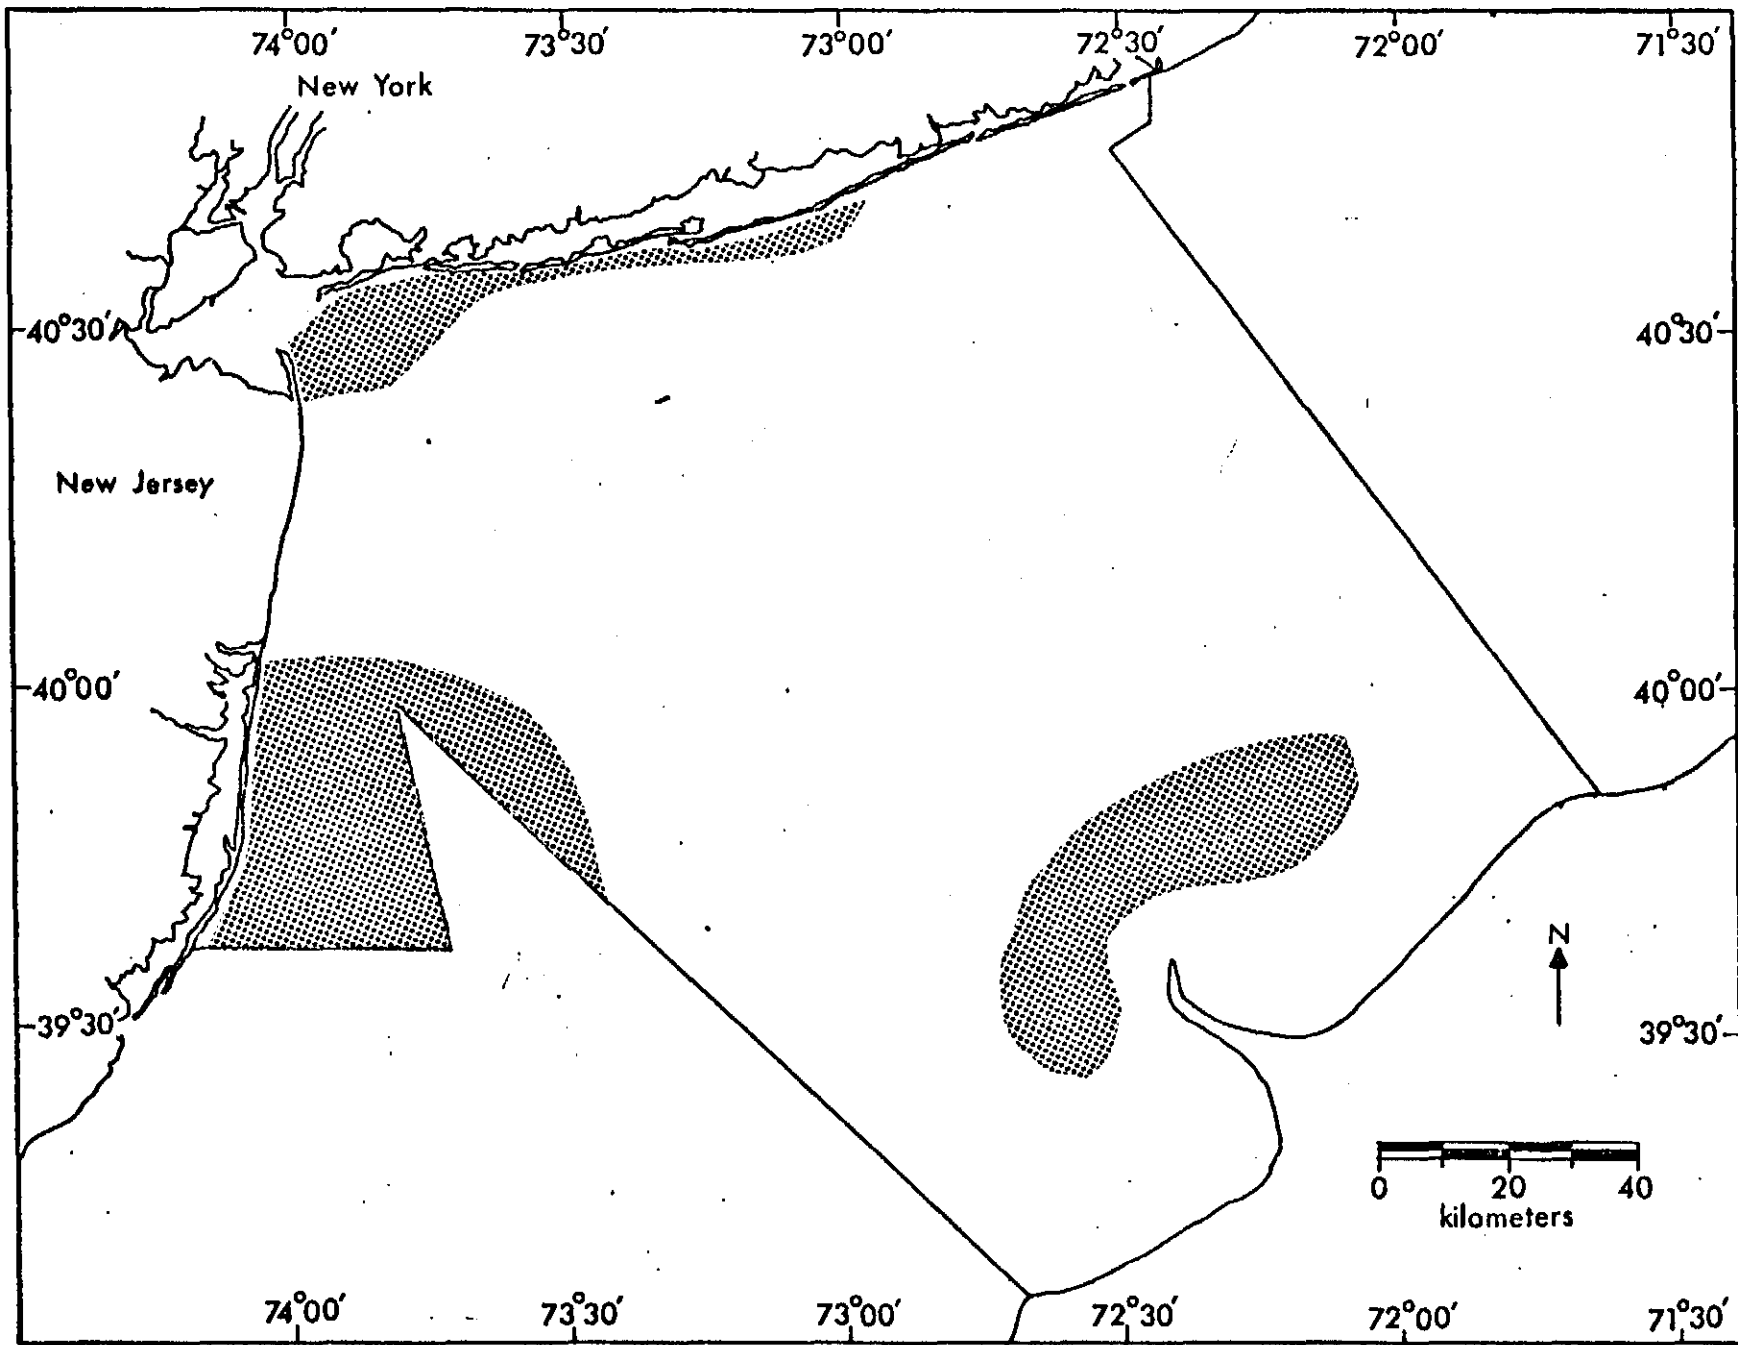 74°00′ 73°30′ 73°00′ 72°30′ 72°00′ 71°30′
New York
40°30′ 40°30′
New Jersey
40°00′ 40°00′
N
39°30′ 39°30′
0 20 40
kilometers
74°00′ 73°30′ 73°00′ 72°30′ 72°00′ 71°30′